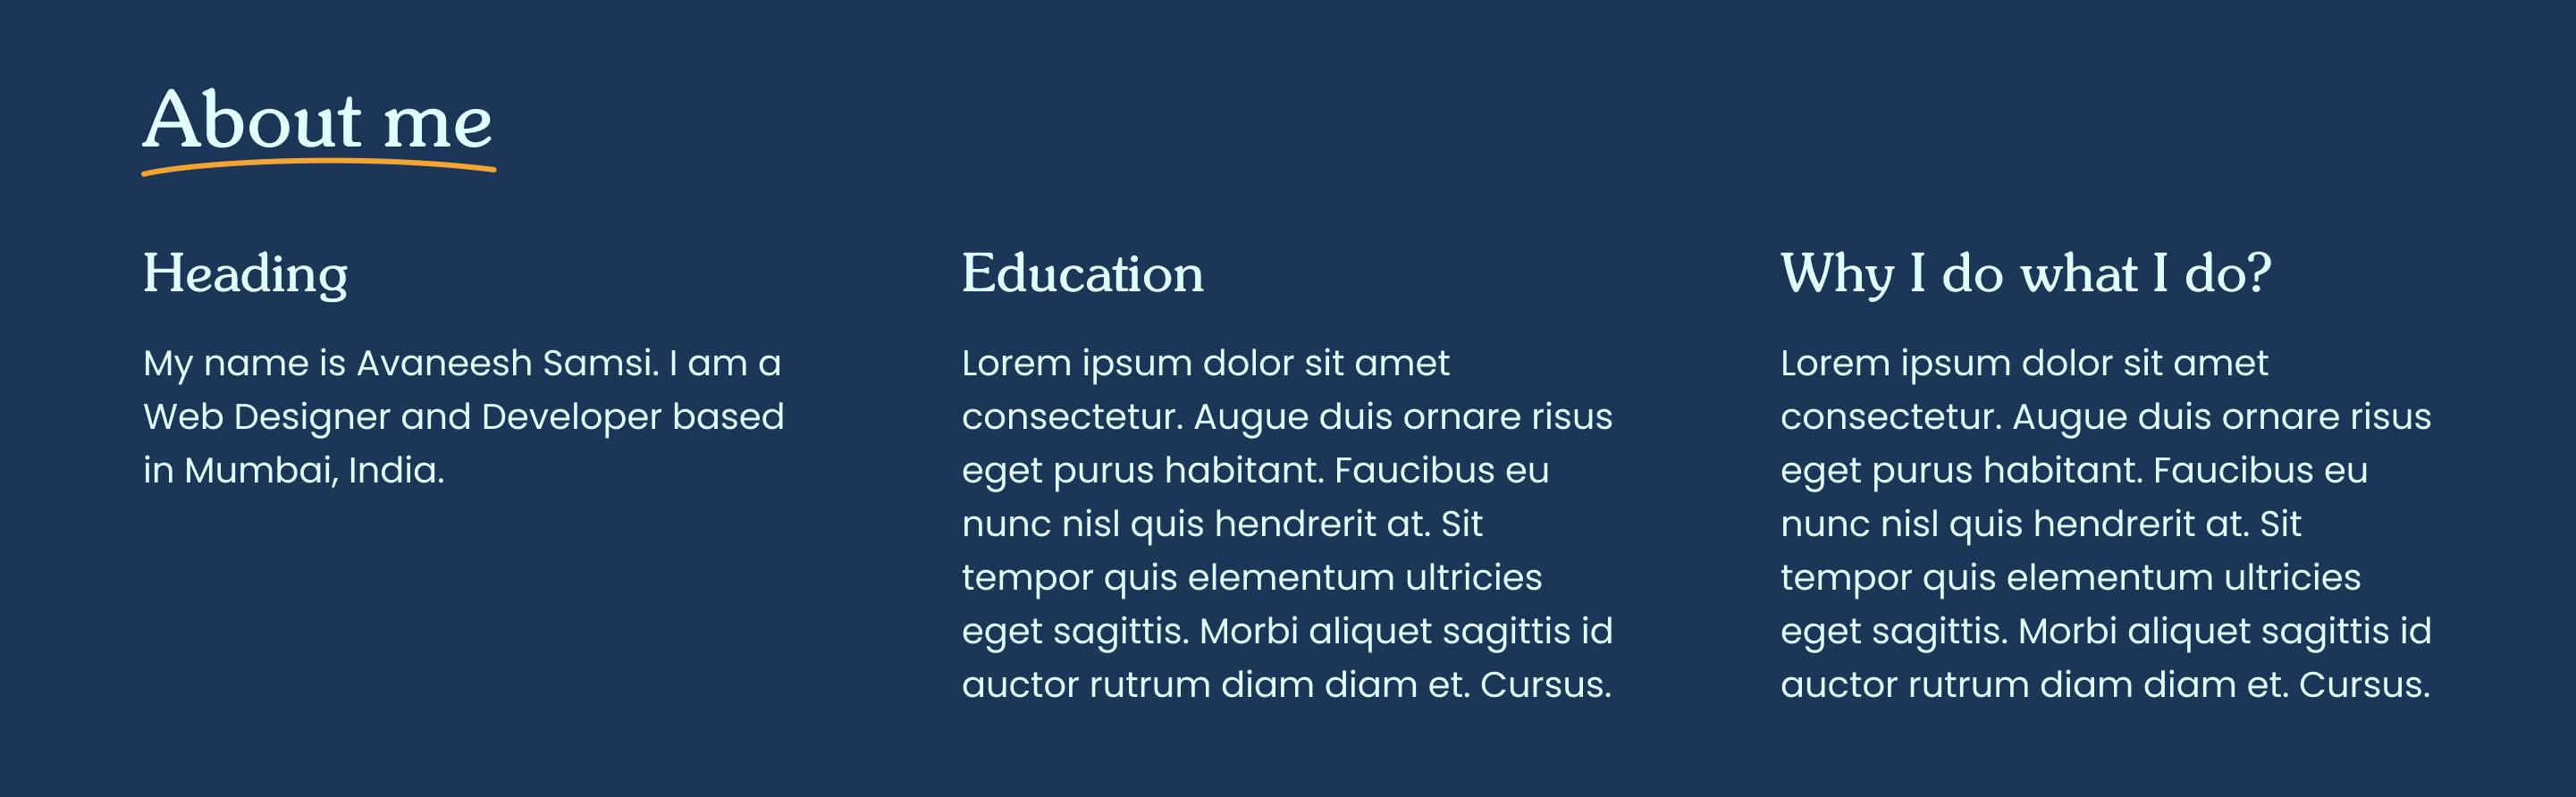 About me
Heading
My name is Avaneesh Samsi. I am a
Web Designer and Developer based
in Mumbai, India.
Education
Lorem ipsum dolor sit amet
consectetur. Augue duis ornare risus
eget purus habitant. Faucibus eu
nunc nisl quis hendrerit at. Sit
tempor quis elementum ultricies
eget sagittis. Morbi aliquet sagittis id
auctor rutrum diam diam et. Cursus.
Why I do what I do?
Lorem ipsum dolor sit amet
consectetur. Augue duis ornare risus
eget purus habitant. Faucibus eu
nunc nisl quis hendrerit at. Sit
tempor quis elementum ultricies
eget sagittis. Morbi aliquet sagittis id
auctor rutrum diam diam et. Cursus.